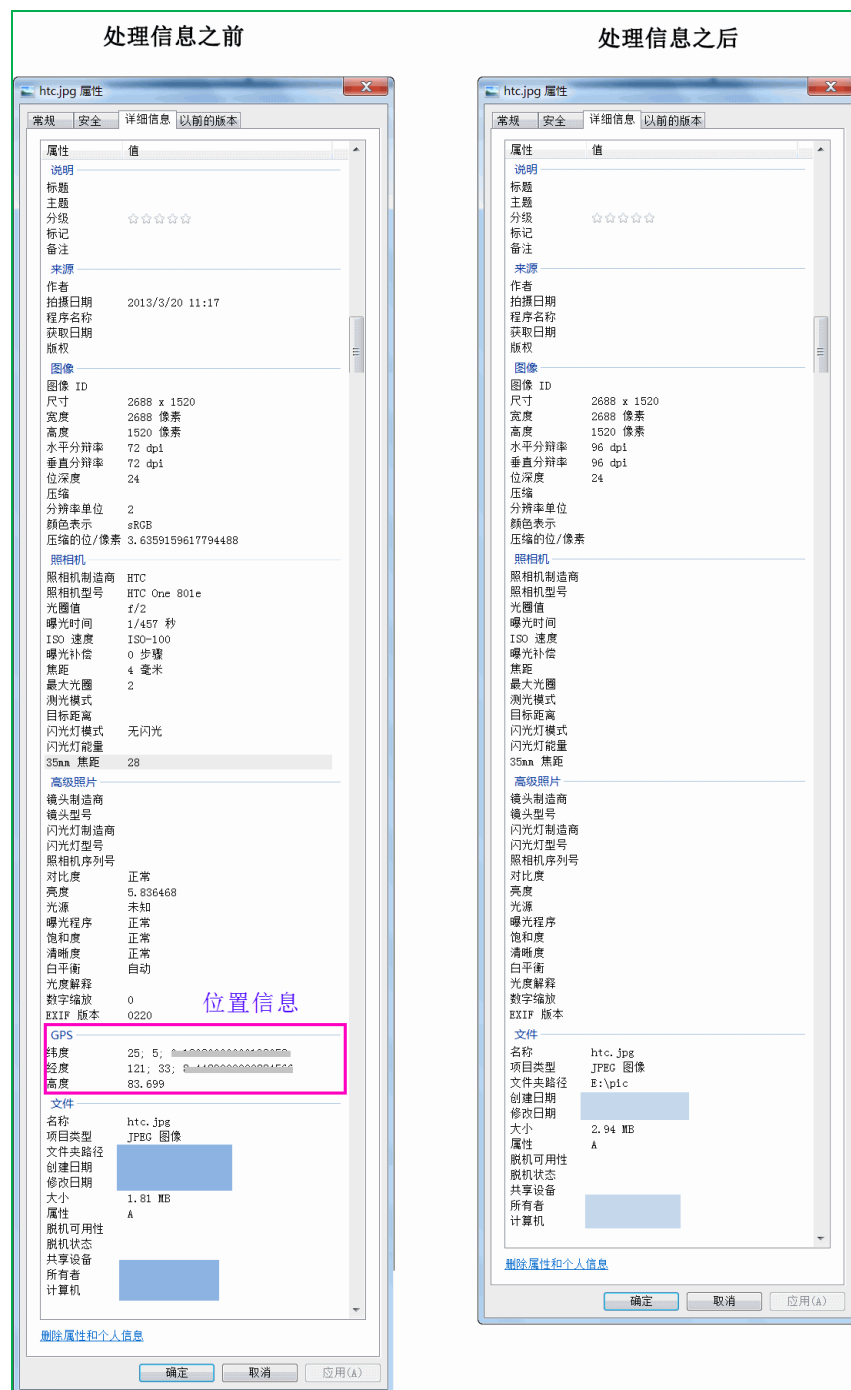 处理信息之前
htc.jpg 属性
常规 安全 详细信息 以前的版本
属性 值
说明
标题
主题
分级 ☆☆☆☆☆
标记
备注
来源
作者
拍摄日期 2013/3/20 11:17
程序名称
获取日期
版权
图像
图像 ID
尺寸 2688 x 1520
宽度 2688 像素
高度 1520 像素
水平分辩率 72 dpi
垂直分辩率 72 dpi
位深度 24
压缩
分辨率单位 2
颜色表示 sRGB
压缩的位/像素 3.6359159617794488
照相机
照相机制造商 HTC
照相机型号 HTC One 801e
光圈值 f/2
曝光时间 1/457 秒
ISO 速度 ISO-100
曝光补偿 0 步骤
焦距 4 毫米
最大光圈 2
测光模式
目标距离
闪光灯模式 无闪光
闪光灯能量
35mm 焦距 28
高级照片
镜头制造商
镜头型号
闪光灯制造商
闪光灯型号
照相机序列号
对比度 正常
亮度 5.836468
光源 未知
曝光程序 正常
饱和度 正常
清晰度 正常
白平衡 自动
光度解释
数字缩放 0
EXIF 版本 0220
位置信息
GPS
纬度 25; 5;
经度 121; 33;
高度 83.699
文件
名称 htc.jpg
项目类型 JPEG 图像
文件夹路径
创建日期
修改日期
大小 1.81 MB
属性 A
脱机可用性
脱机状态
共享设备
所有者
计算机
删除属性和个人信息
确定 取消 应用(A)
处理信息之后
htc.jpg 属性
常规 安全 详细信息 以前的版本
属性 值
说明
标题
主题
分级 ☆☆☆☆☆
标记
备注
来源
作者
拍摄日期
程序名称
获取日期
版权
图像
图像 ID
尺寸 2688 x 1520
宽度 2688 像素
高度 1520 像素
水平分辩率 96 dpi
垂直分辩率 96 dpi
位深度 24
压缩
分辨率单位
颜色表示
压缩的位/像素
照相机
照相机制造商
照相机型号
光圈值
曝光时间
ISO 速度
曝光补偿
焦距
最大光圈
测光模式
目标距离
闪光灯模式
闪光灯能量
35mm 焦距
高级照片
镜头制造商
镜头型号
闪光灯制造商
闪光灯型号
照相机序列号
对比度
亮度
光源
曝光程序
饱和度
清晰度
白平衡
光度解释
数字缩放
EXIF 版本
文件
名称 htc.jpg
项目类型 JPEG 图像
文件夹路径 E:\pic
创建日期
修改日期
大小 2.94 MB
属性 A
脱机可用性
脱机状态
共享设备
所有者
计算机
删除属性和个人信息
确定 取消 应用(A)